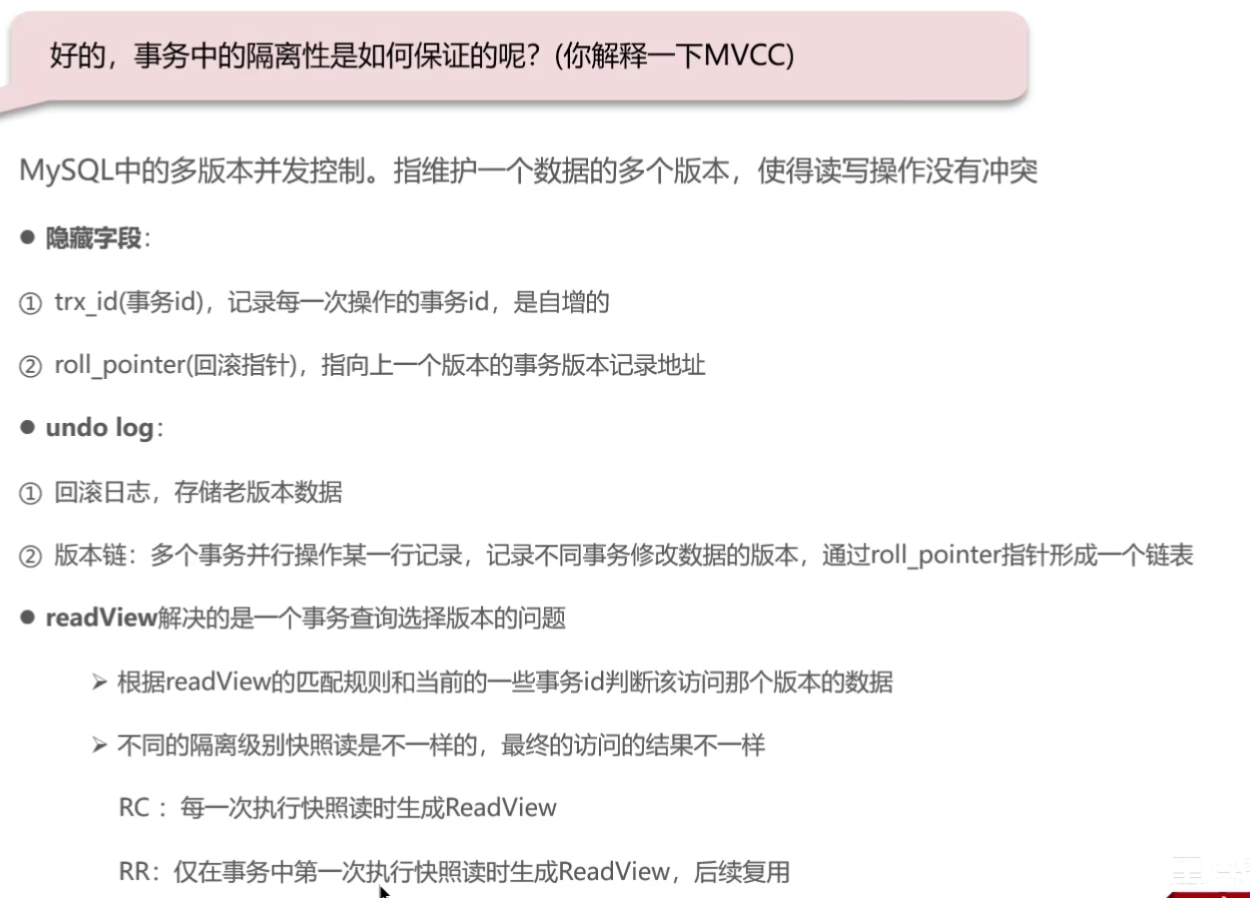 好的，事务中的隔离性是如何保证的呢？(你解释一下MVCC)
MySQL中的多版本并发控制。指维护一个数据的多个版本，使得读写操作没有冲突
● 隐藏字段：
① trx_id(事务id)，记录每一次操作的事务id，是自增的
② roll_pointer(回滚指针)，指向上一个版本的事务版本记录地址
● undo log：
① 回滚日志，存储老版本数据
② 版本链：多个事务并行操作某一行记录，记录不同事务修改数据的版本，通过roll_pointer指针形成一个链表
● readView解决的是一个事务查询选择版本的问题
➢ 根据readView的匹配规则和当前的一些事务id判断该访问那个版本的数据
➢ 不同的隔离级别快照读是不一样的，最终的访问的结果不一样
RC ：每一次执行快照读时生成ReadView
RR：仅在事务中第一次执行快照读时生成ReadView，后续复用